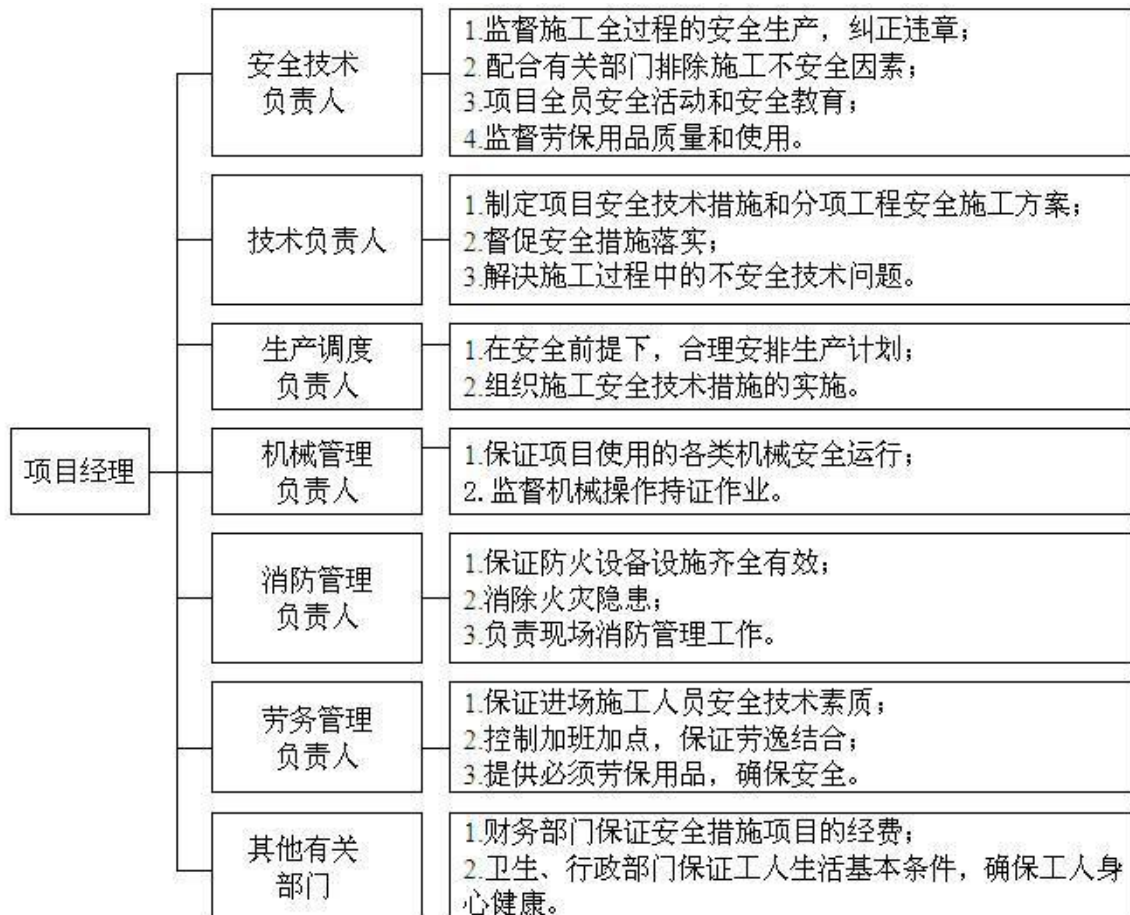 安全技术
负责人
1.监督施工全过程的安全生产，纠正违章；
2.配合有关部门排除施工不安全因素；
3.项目全员安全活动和安全教育；
4.监督劳保用品质量和使用。
技术负责人
1.制定项目安全技术措施和分项工程安全施工方案；
2.督促安全措施落实；
3.解决施工过程中的不安全技术问题。
生产调度
负责人
1.在安全前提下，合理安排生产计划；
2.组织施工安全技术措施的实施。
项目经理
机械管理
负责人
1.保证项目使用的各类机械安全运行；
2.监督机械操作持证作业。
消防管理
负责人
1.保证防火设备设施齐全有效；
2.消除火灾隐患；
3.负责现场消防管理工作。
劳务管理
负责人
1.保证进场施工人员安全技术素质；
2.控制加班加点，保证劳逸结合；
3.提供必须劳保用品，确保安全。
其他有关
部门
1.财务部门保证安全措施项目的经费；
2.卫生、行政部门保证工人生活基本条件，确保工人身
心健康。